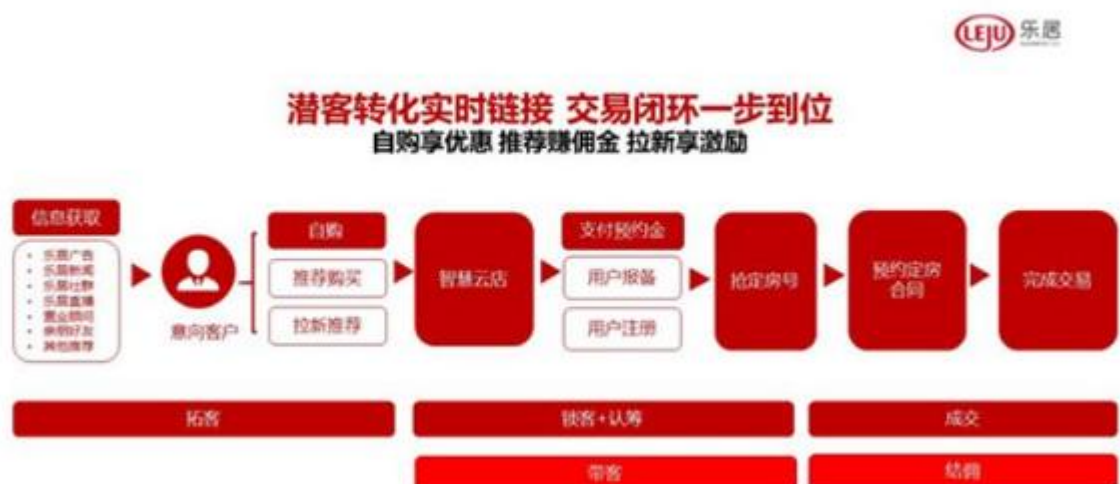 LEJU 乐居
潜客转化实时链接 交易闭环一步到位
自购享优惠 推荐赚佣金 拉新享激励
信息获取
乐居广告
乐居新闻
乐居社群
乐居直播
置业顾问
亲朋好友
其他推荐
意向客户
自购
推荐购买
拉新推荐
智慧云店
支付预约金
用户报备
用户注册
抢定房号
预约定房
合同
完成交易
拓客
锁客+认筹
成交
带客
结佣